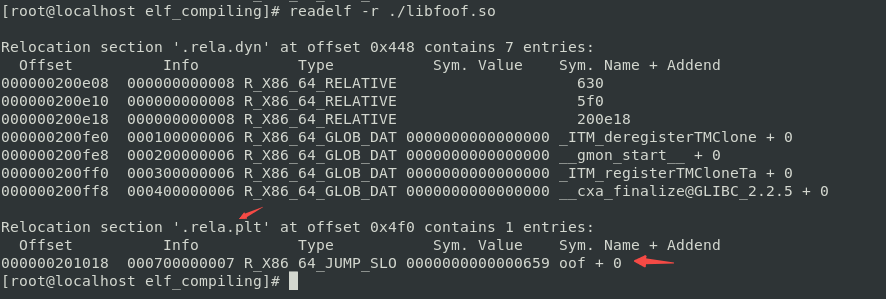 [root@localhost elf_compiling]# readelf -r ./libfoof.so
Relocation section '.rela.dyn' at offset 0x448 contains 7 entries:
  Offset          Info           Type           Sym. Value    Sym. Name + Addend
000000200e08  000000000008 R_X86_64_RELATIVE                    630
000000200e10  000000000008 R_X86_64_RELATIVE                    5f0
000000200e18  000000000008 R_X86_64_RELATIVE                    200e18
000000200fe0  000100000006 R_X86_64_GLOB_DAT 0000000000000000 _ITM_deregisterTMClone + 0
000000200fe8  000200000006 R_X86_64_GLOB_DAT 0000000000000000 __gmon_start__ + 0
000000200ff0  000300000006 R_X86_64_GLOB_DAT 0000000000000000 _ITM_registerTMCloneTa + 0
000000200ff8  000400000006 R_X86_64_GLOB_DAT 0000000000000000 __cxa_finalize@GLIBC_2.2.5 + 0
Relocation section '.rela.plt' at offset 0x4f0 contains 1 entries:
  Offset          Info           Type           Sym. Value    Sym. Name + Addend
000000201018  000700000007 R_X86_64_JUMP_SLO 0000000000000659 oof + 0
[root@localhost elf_compiling]#